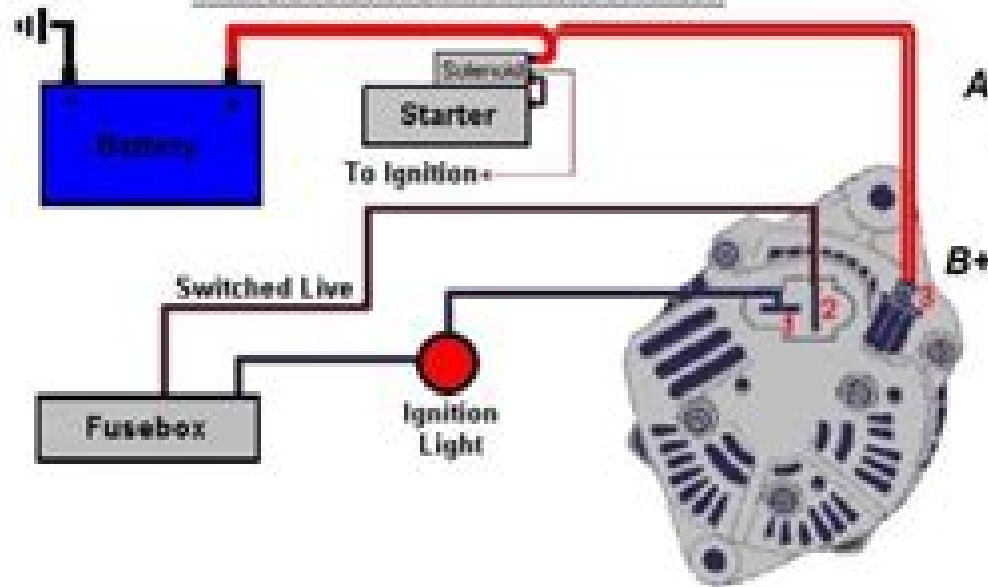 Solenoid
A
Battery
Starter
To Ignition
B+
Switched Live
3
1 2
Fusebox
Ignition
Light